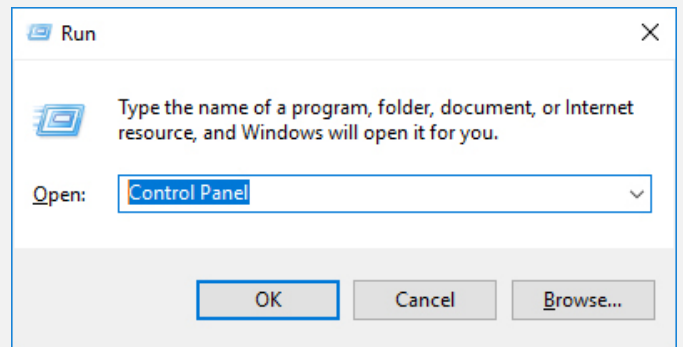 Run
Type the name of a program, folder, document, or Internet
resource, and Windows will open it for you.
Open: Control Panel
OK Cancel Browse...